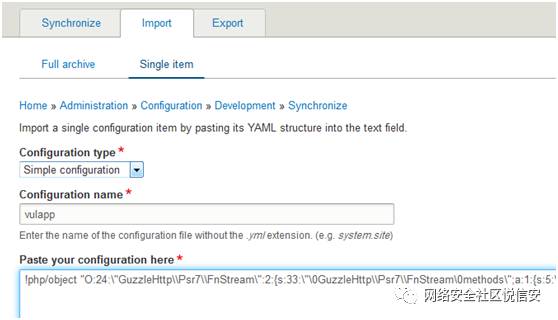 Synchronize Import Export
Full archive Single item
Home » Administration » Configuration » Development » Synchronize
Import a single configuration item by pasting its YAML structure into the text field.
Configuration type *
Simple configuration
Configuration name *
vulapp
Enter the name of the configuration file without the .yml extension. (e.g. system.site)
Paste your configuration here *
!php/object "O:24:\"GuzzleHttp\\Psr7\\FnStream\":2:{s:33:\"\0GuzzleHttp\\Psr7\\FnStream\0methods\";a:1:{s:5:\
网络安全社区悦信安